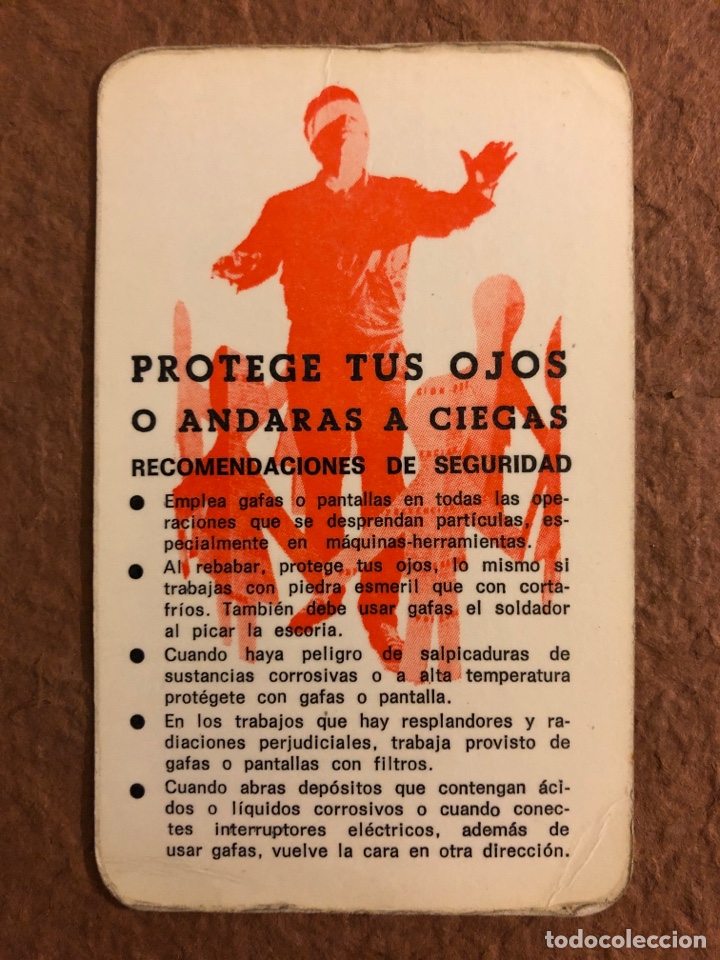 PROTEGE TUS OJOS
O ANDARAS A CIEGAS
RECOMENDACIONES DE SEGURIDAD
● Emplea gafas o pantallas en todas las ope-
raciones que se desprendan partículas, es-
pecialmente en máquinas-herramientas.
● Al rebabar, protege tus ojos, lo mismo si
trabajas con piedra esmeril que con corta-
fríos. También debe usar gafas el soldador
al picar la escoria.
● Cuando haya peligro de salpicaduras de
sustancias corrosivas o a alta temperatura
protégete con gafas o pantalla.
● En los trabajos que hay resplandores y ra-
diaciones perjudiciales, trabaja provisto de
gafas o pantallas con filtros.
● Cuando abras depósitos que contengan áci-
dos o líquidos corrosivos o cuando conec-
tes interruptores eléctricos, además de
usar gafas, vuelve la cara en otra dirección.
todocoleccion